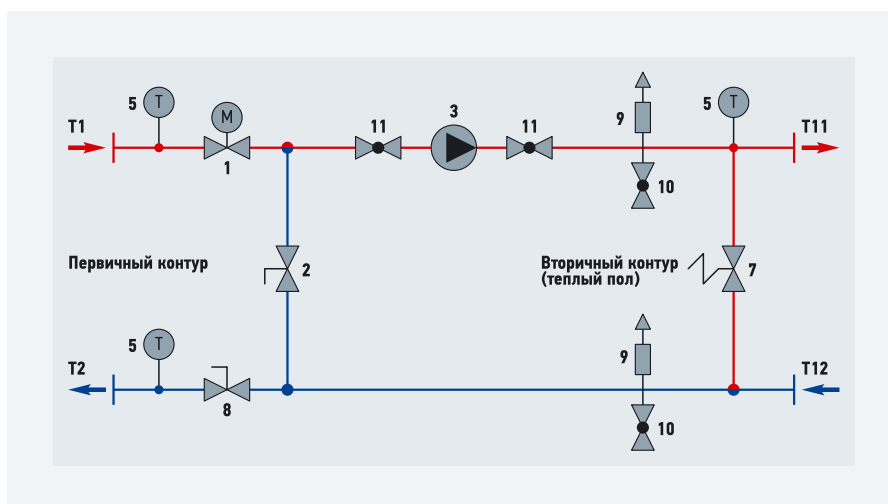 5
T
M
3
T
5
9
T1
11
11
T11
1
10
Первичный контур
2
Вторичный контур
(теплый пол)
7
5
T
9
T2
T12
8
10